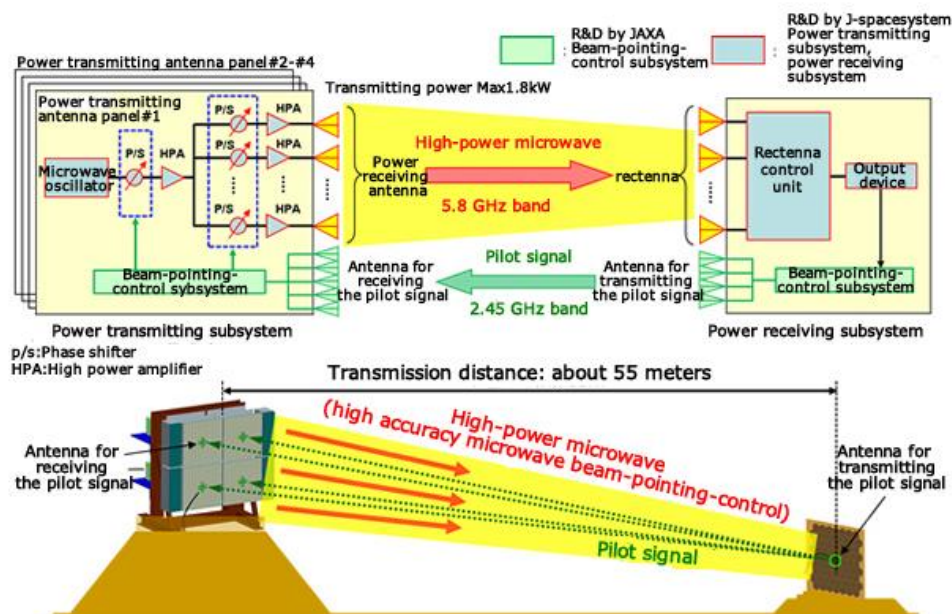 R&D by JAXA
: Beam-pointing-
control subsystem
R&D by J-spacesystem
: Power transmitting
subsystem,
power receiving
subsystem
Power transmitting antenna panel#2-#4
Power transmitting
antenna panel#1
Transmitting power Max1.8kW
P/S
HPA
P/S
HPA
P/S
HPA
P/S
HPA
Microwave
oscillator
Beam-pointing-
control sybsystem
Power transmitting subsystem
Power
receiving
antenna
High-power microwave
5.8 GHz band
rectenna
Rectenna
control
unit
Output
device
Antenna for
receiving
the pilot signal
Pilot signal
2.45 GHz band
Antenna for
transmitting
the pilot signal
Beam-pointing-
control subsystem
Power receiving subsystem
p/s:Phase shifter
HPA:High power amplifier
Transmission distance: about 55 meters
Antenna for
receiving
the pilot signal
High-power microwave
(high accuracy microwave beam-pointing-control)
Pilot signal
Antenna for
transmitting
the pilot signal